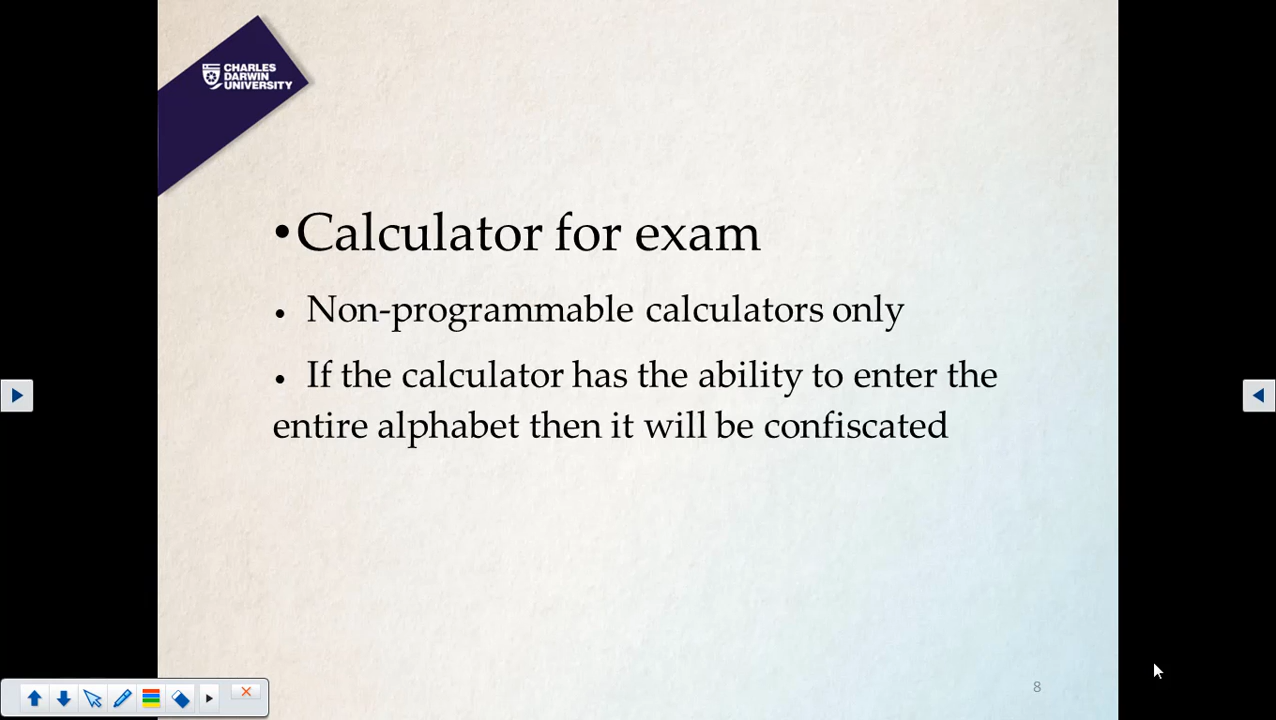 CHARLES
DARWIN
UNIVERSITY
•Calculator for exam
• Non-programmable calculators only
• If the calculator has the ability to enter the
entire alphabet then it will be confiscated
8